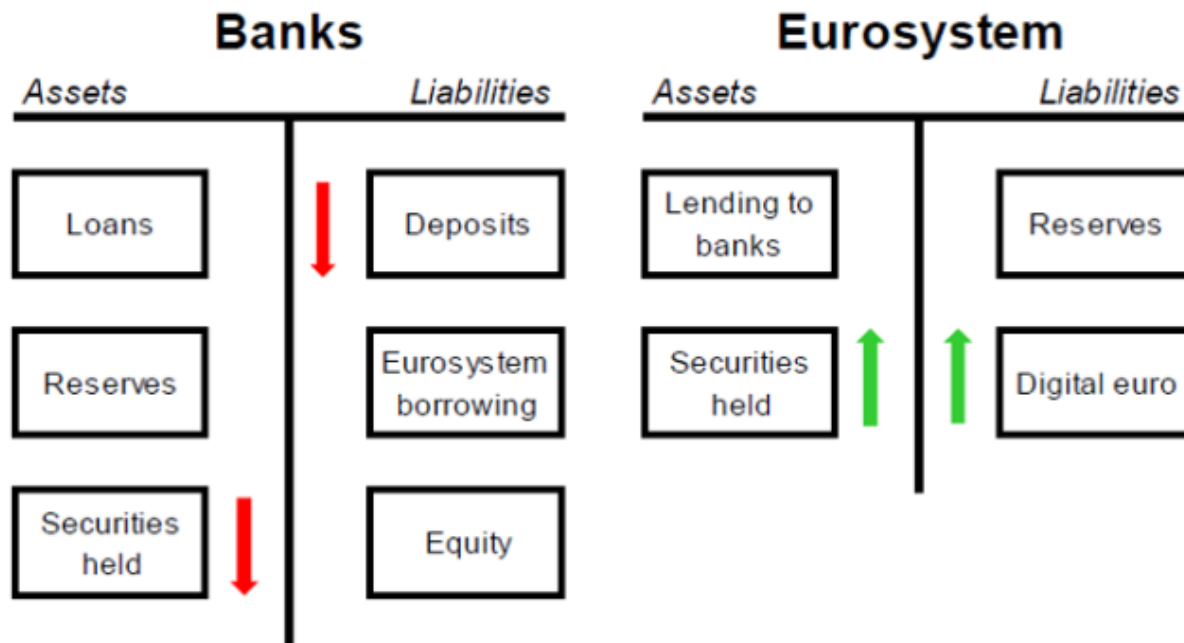 Banks
Assets
Liabilities
Loans
Deposits
Reserves
Eurosystem
borrowing
Securities
held
Equity
Eurosystem
Assets
Liabilities
Lending to
banks
Reserves
Securities
held
Digital euro